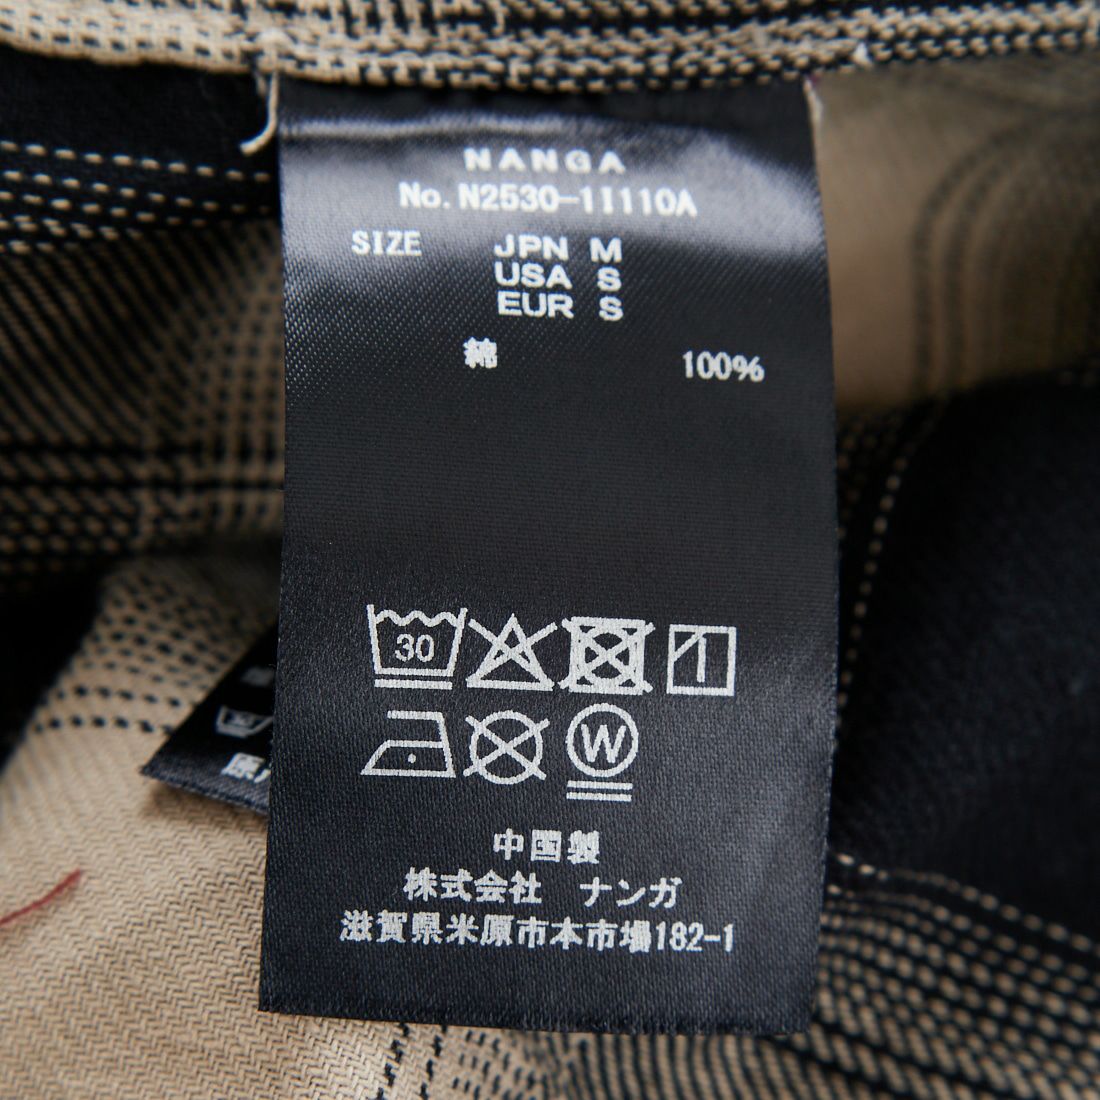 NANGA
No. N2530-1I110A
SIZE JPN M
USA S
EUR S
綿 100%
30
W
中国製
株式会社 ナンガ
滋賀県米原市本市場182-1